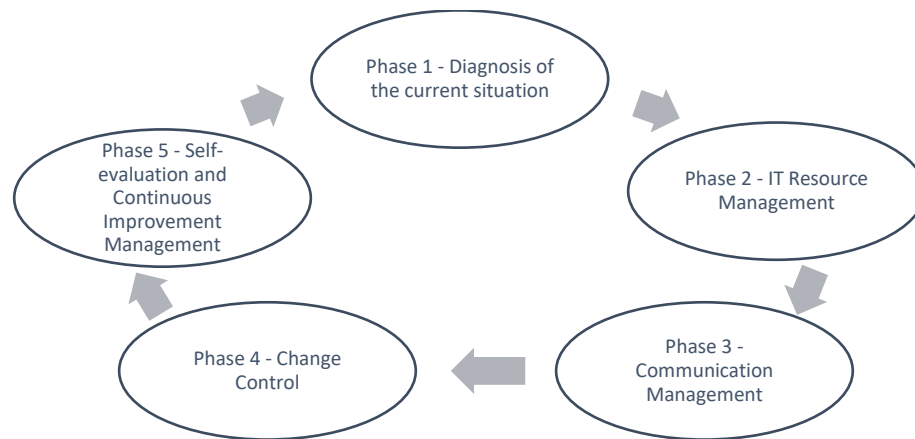 Phase 1 - Diagnosis of
the current situation
Phase 2 - IT Resource
Management
Phase 3 -
Communication
Management
Phase 4 - Change
Control
Phase 5 - Self-
evaluation and
Continuous
Improvement
Management